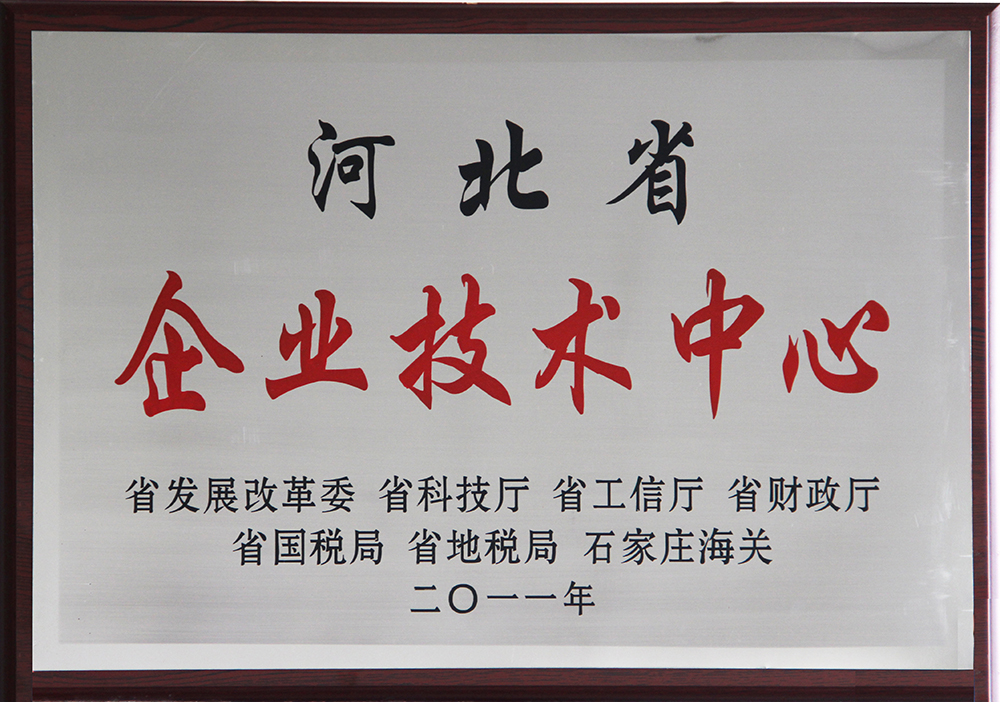 河北省
企业技术中心
省发展改革委 省科技厅 省工信厅 省财政厅
省国税局 省地税局 石家庄海关
二〇一一年